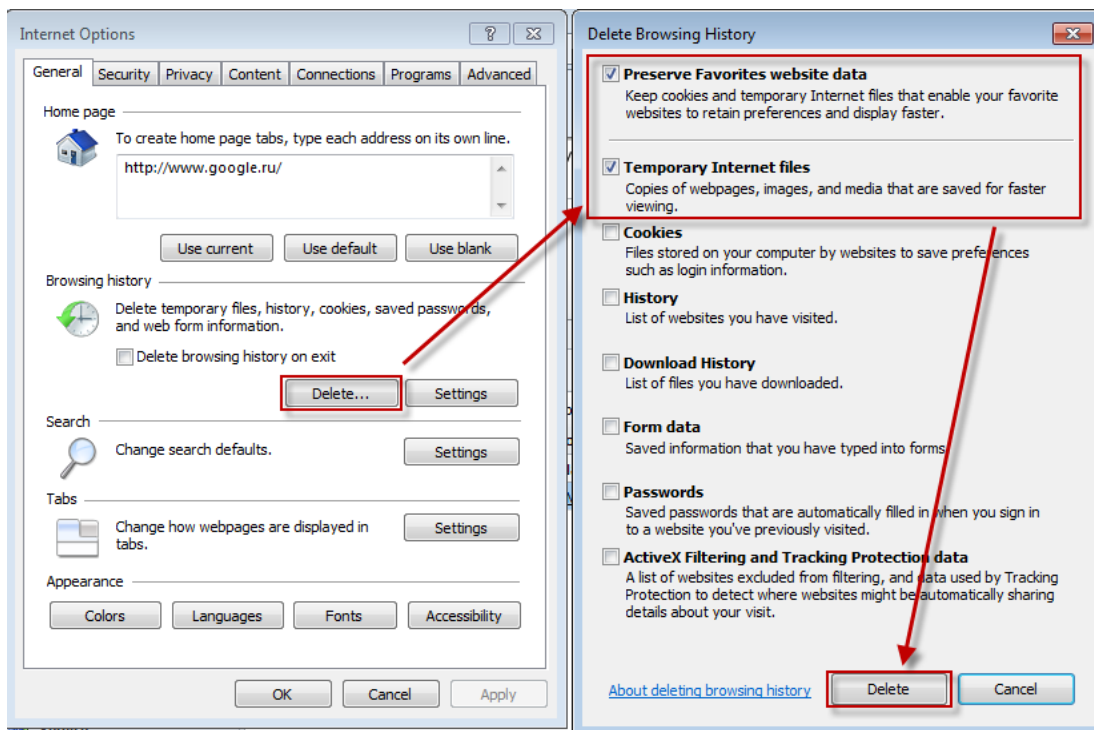 Internet Options
General Security Privacy Content Connections Programs Advanced
Home page
To create home page tabs, type each address on its own line.
http://www.google.ru/
Use current Use default Use blank
Browsing history
Delete temporary files, history, cookies, saved passwords,
and web form information.
Delete browsing history on exit
Delete... Settings
Search
Change search defaults.
Settings
Tabs
Change how webpages are displayed in
tabs.
Settings
Appearance
Colors Languages Fonts Accessibility
OK Cancel Apply
Delete Browsing History
Preserve Favorites website data
Keep cookies and temporary Internet files that enable your favorite
websites to retain preferences and display faster.
Temporary Internet files
Copies of webpages, images, and media that are saved for faster
viewing.
Cookies
Files stored on your computer by websites to save preferences
such as login information.
History
List of websites you have visited.
Download History
List of files you have downloaded.
Form data
Saved information that you have typed into forms.
Passwords
Saved passwords that are automatically filled in when you sign in
to a website you've previously visited.
ActiveX Filtering and Tracking Protection data
A list of websites excluded from filtering, and data used by Tracking
Protection to detect where websites might be automatically sharing
details about your visit.
About deleting browsing history Delete Cancel